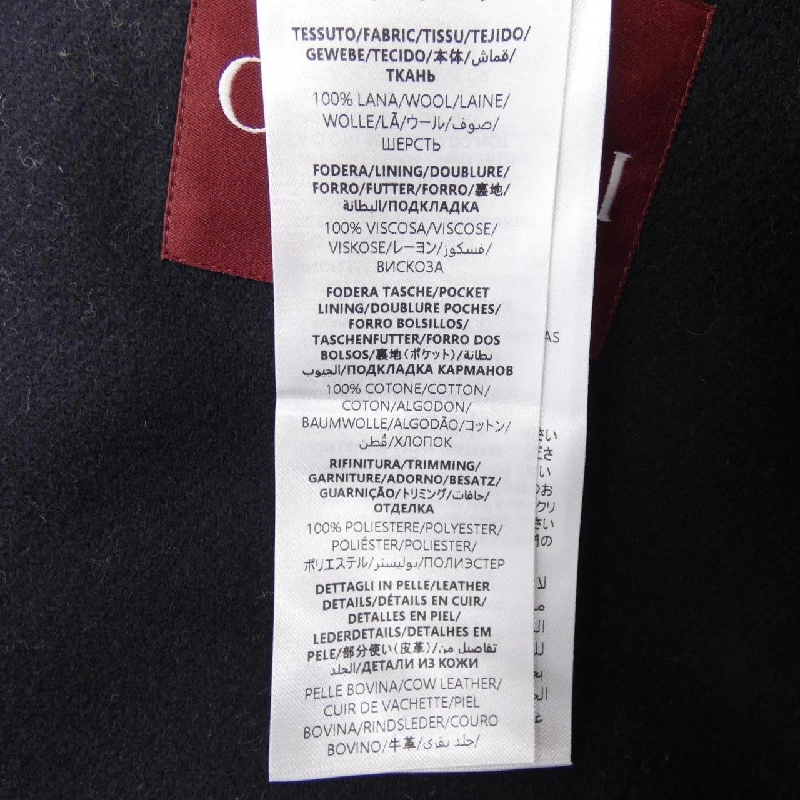 TESSUTO/FABRIC/TISSU/TEJIDO/
GEWEBE/TECIDO/本体/قماش/
ТКАНЬ
100% LANA/WOOL/LAINE/
WOLLE/LÃ/ウール/صوف/
ШЕРСТЬ
FODERA/LINING/DOUBLURE/
FORRO/FUTTER/FORRO/裏地/
البطانة/ПОДКЛАДКА
100% VISCOSA/VISCOSE/
VISKOSE/レーヨン/فسكوز/
ВИСКОЗА
FODERA TASCHE/POCKET
LINING/DOUBLURE POCHES/
FORRO BOLSILLOS/
TASCHENFUTTER/FORRO DOS
BOLSOS/裏地(ポケット)/بطانة
الجيوب/ПОДКЛАДКА КАРМАНОВ
100% COTONE/COTTON/
COTON/ALGODON/
BAUMWOLLE/ALGODÃO/コットン/
قُطن/ХЛОПОК
RIFINITURA/TRIMMING/
GARNITURE/ADORNO/BESATZ/
GUARNIÇÃO/トリミング/حافات/
ОТДЕЛКА
100% POLIESTERE/POLYESTER/
POLIÉSTER/POLIESTER/
ポリエステル/بوليستر/ПОЛИЭСТЕР
DETTAGLI IN PELLE/LEATHER
DETAILS/DÉTAILS EN CUIR/
DETALLES EN PIEL/
LEDERDETAILS/DETALHES EM
PELE/部分使い(皮革)/تفاصيل من
الجلد/ДЕТАЛИ ИЗ КОЖИ
PELLE BOVINA/COW LEATHER/
CUIR DE VACHETTE/PIEL
BOVINA/RINDSLEDER/COURO
BOVINO/牛革/جلد بقري/